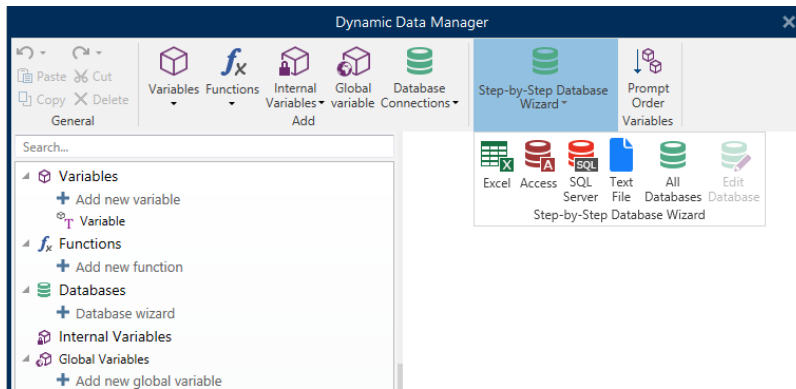 Dynamic Data Manager
Paste Cut
Copy Delete
General
Variables Functions Internal Variables Global variable Database Connections
Add
Step-by-Step Database Wizard
Prompt Order
Variables
Search...
Excel Access SQL Server Text File All Databases Edit Database
Step-by-Step Database Wizard
Variables
Add new variable
Variable
Functions
Add new function
Databases
Database wizard
Internal Variables
Global Variables
Add new global variable